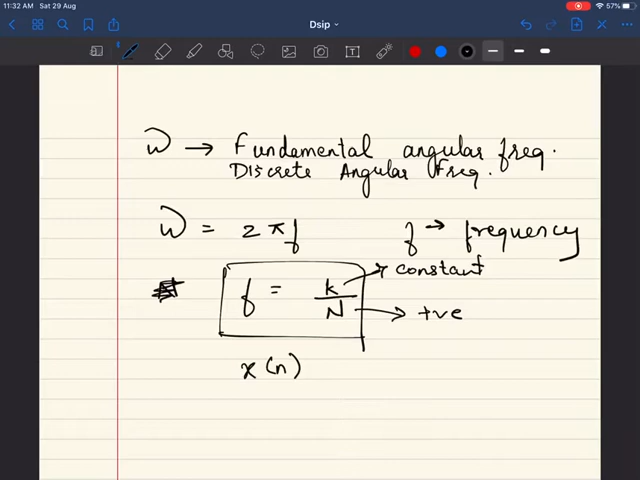 11:32 AM Sat 29 Aug
57%
Dsip
ω → Fundamental angular freq.
Discrete Angular Freq.
ω = 2πf f → frequency
f = k/N → constant
→ +ve
x(n)